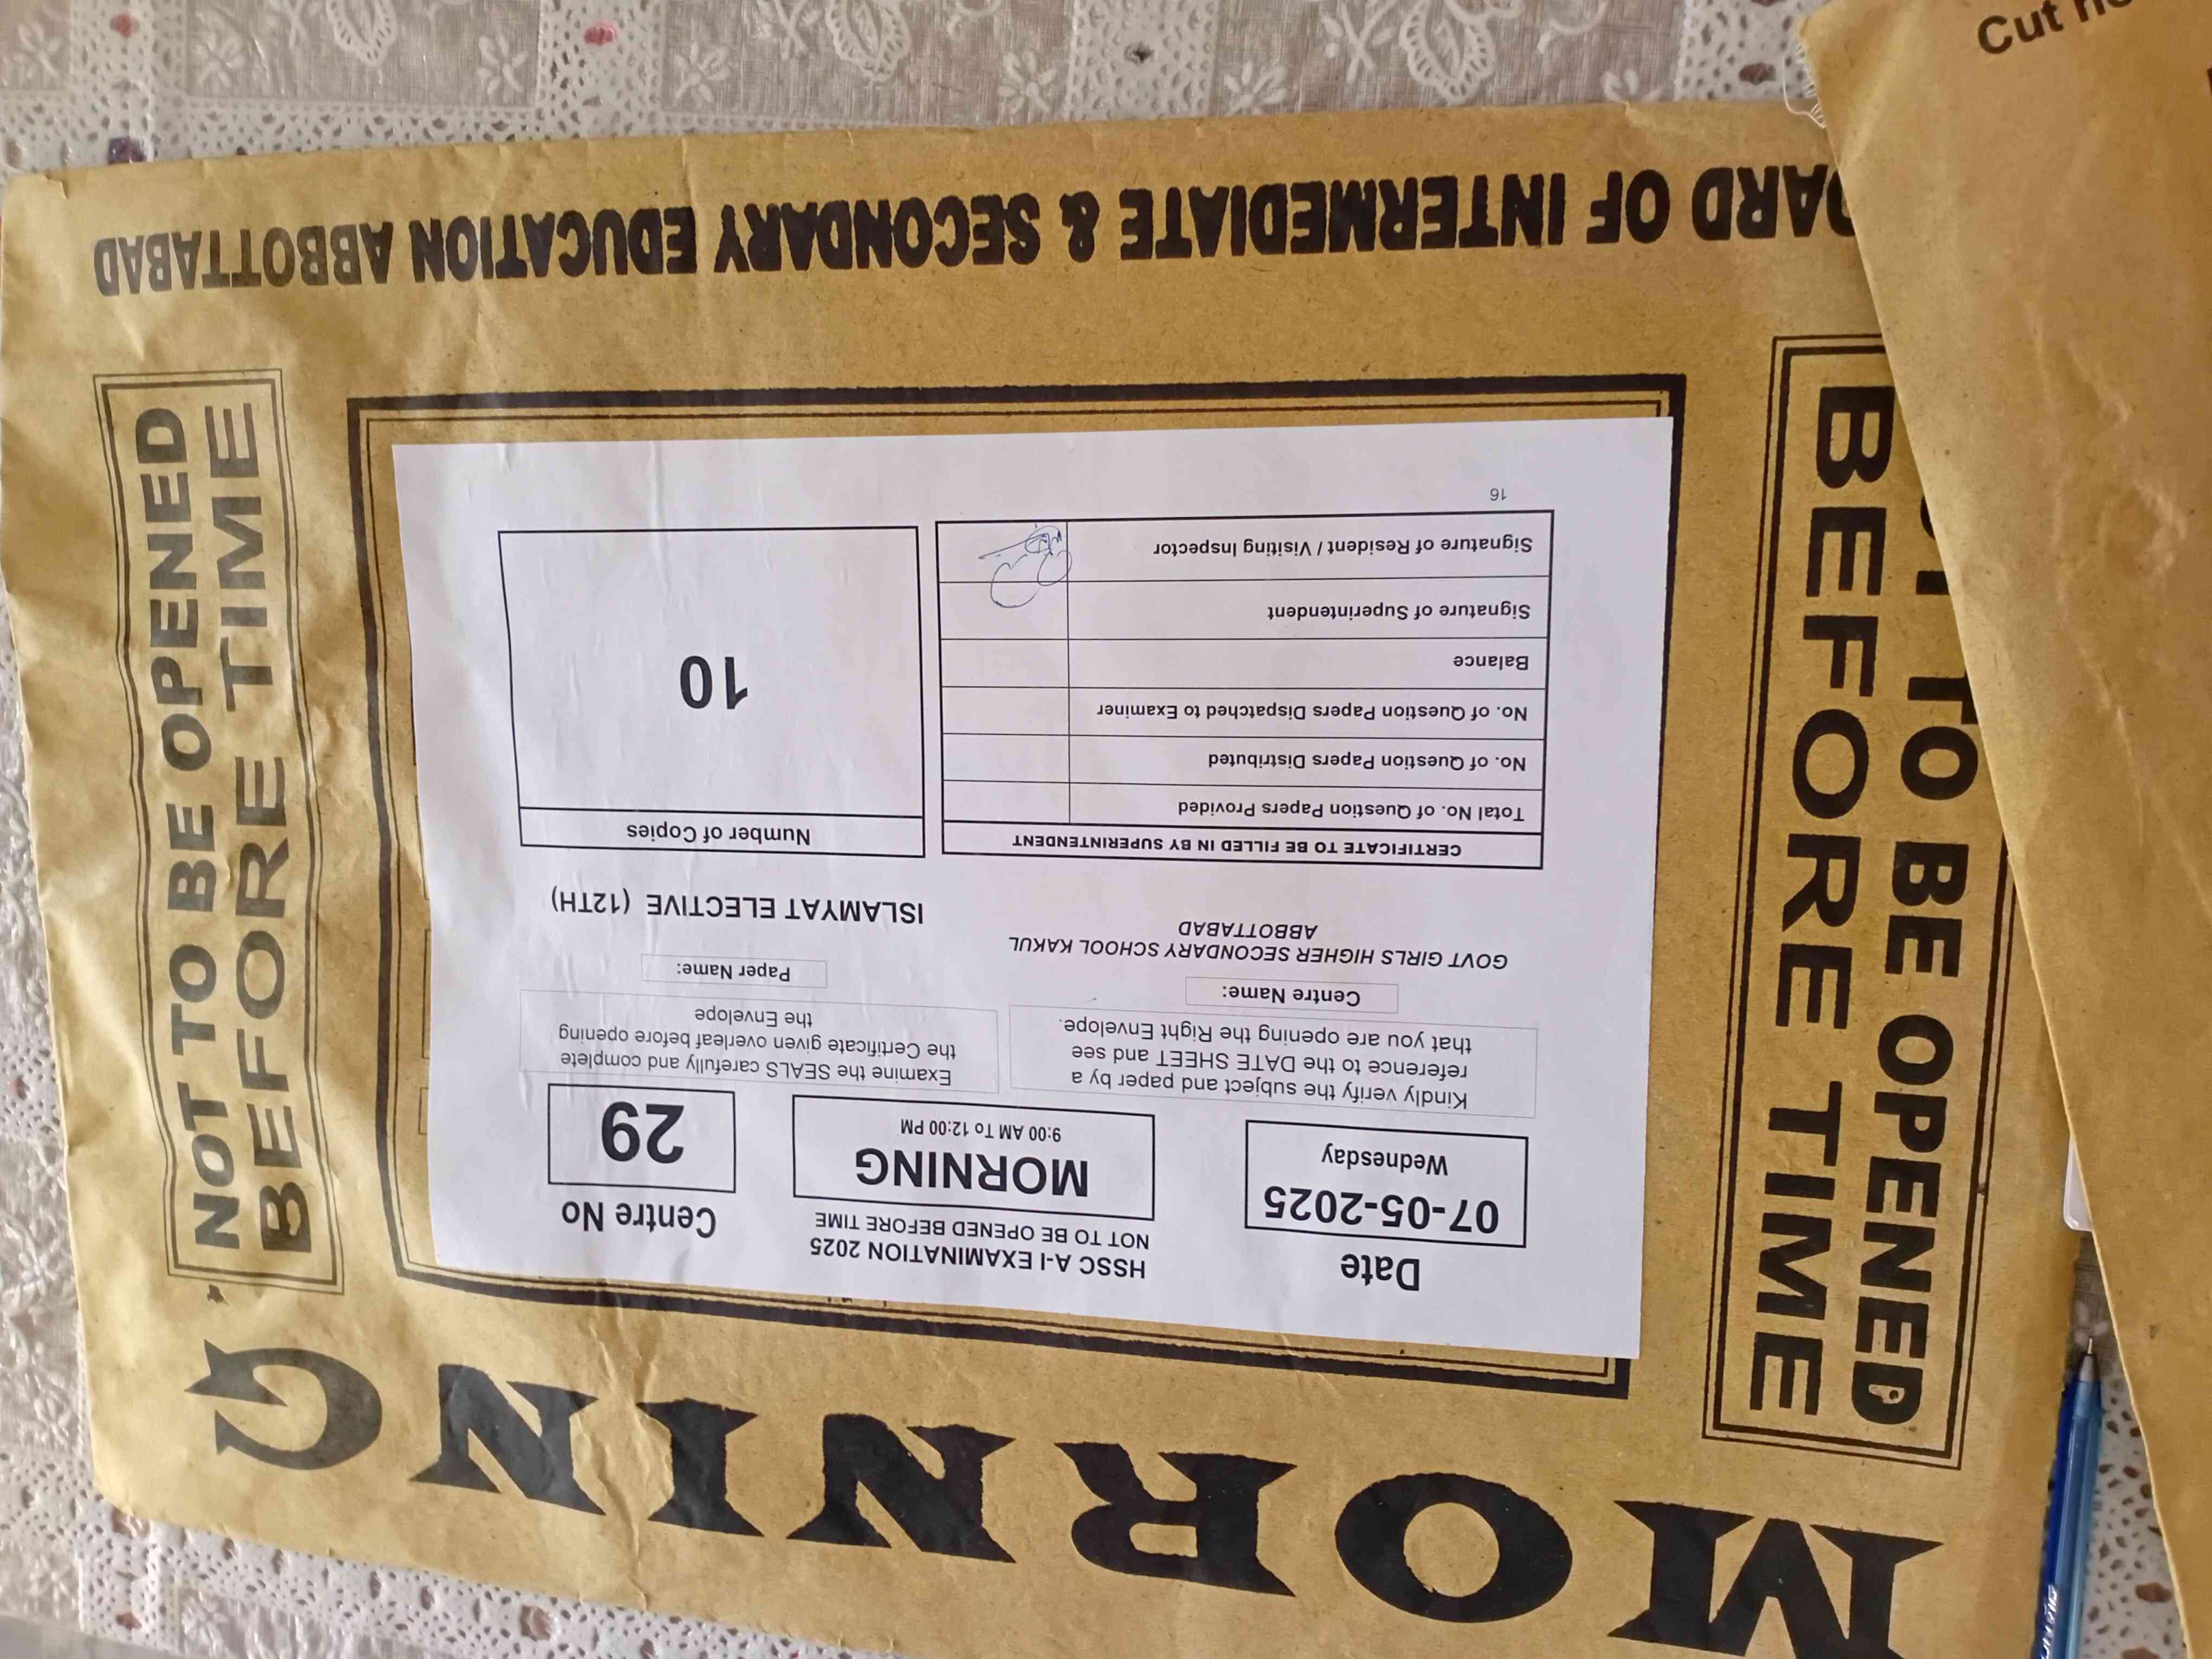 MORNING
NOT TO BE OPENED
BEFORE TIME
TO BE OPENED
BEFORE TIME
Date
07-05-2025
Wednesday
HSSC A-I EXAMINATION 2025
NOT TO BE OPENED BEFORE TIME
MORNING
9:00 AM To 12:00 PM
Centre No
29
Kindly verify the subject and paper by a
reference to the DATE SHEET and see
that you are opening the Right Envelope.
Examine the SEALS carefully and complete
the Certificate given overleaf before opening
the Envelope
Centre Name:
GOVT GIRLS HIGHER SECONDARY SCHOOL KAKUL
ABBOTTABAD
Paper Name:
ISLAMYAT ELECTIVE (12TH)
CERTIFICATE TO BE FILLED IN BY SUPERINTENDENT
Total No. of Question Papers Provided
No. of Question Papers Distributed
No. of Question Papers Dispatched to Examiner
Balance
Signature of Superintendent
Signature of Resident / Visiting Inspector
Number of Copies
10
16
OARD OF INTERMEDIATE & SECONDARY EDUCATION ABBOTTABAD
Cut